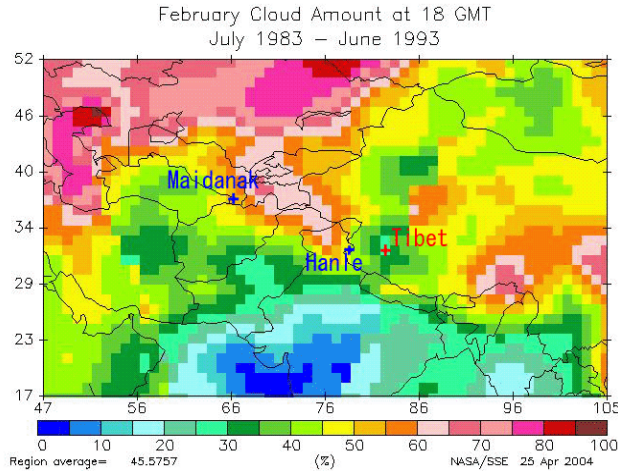 February Cloud Amount at 18 GMT
July 1983 – June 1993
52
46
40
34
29
23
17
Maidanak
Tibet
Hanle
47 56 66 76 86 96 105
0 10 20 30 40 50 60 70 80 90 100
Region average= 45.5757 (%) NASA/SSE 25 Apr 2004